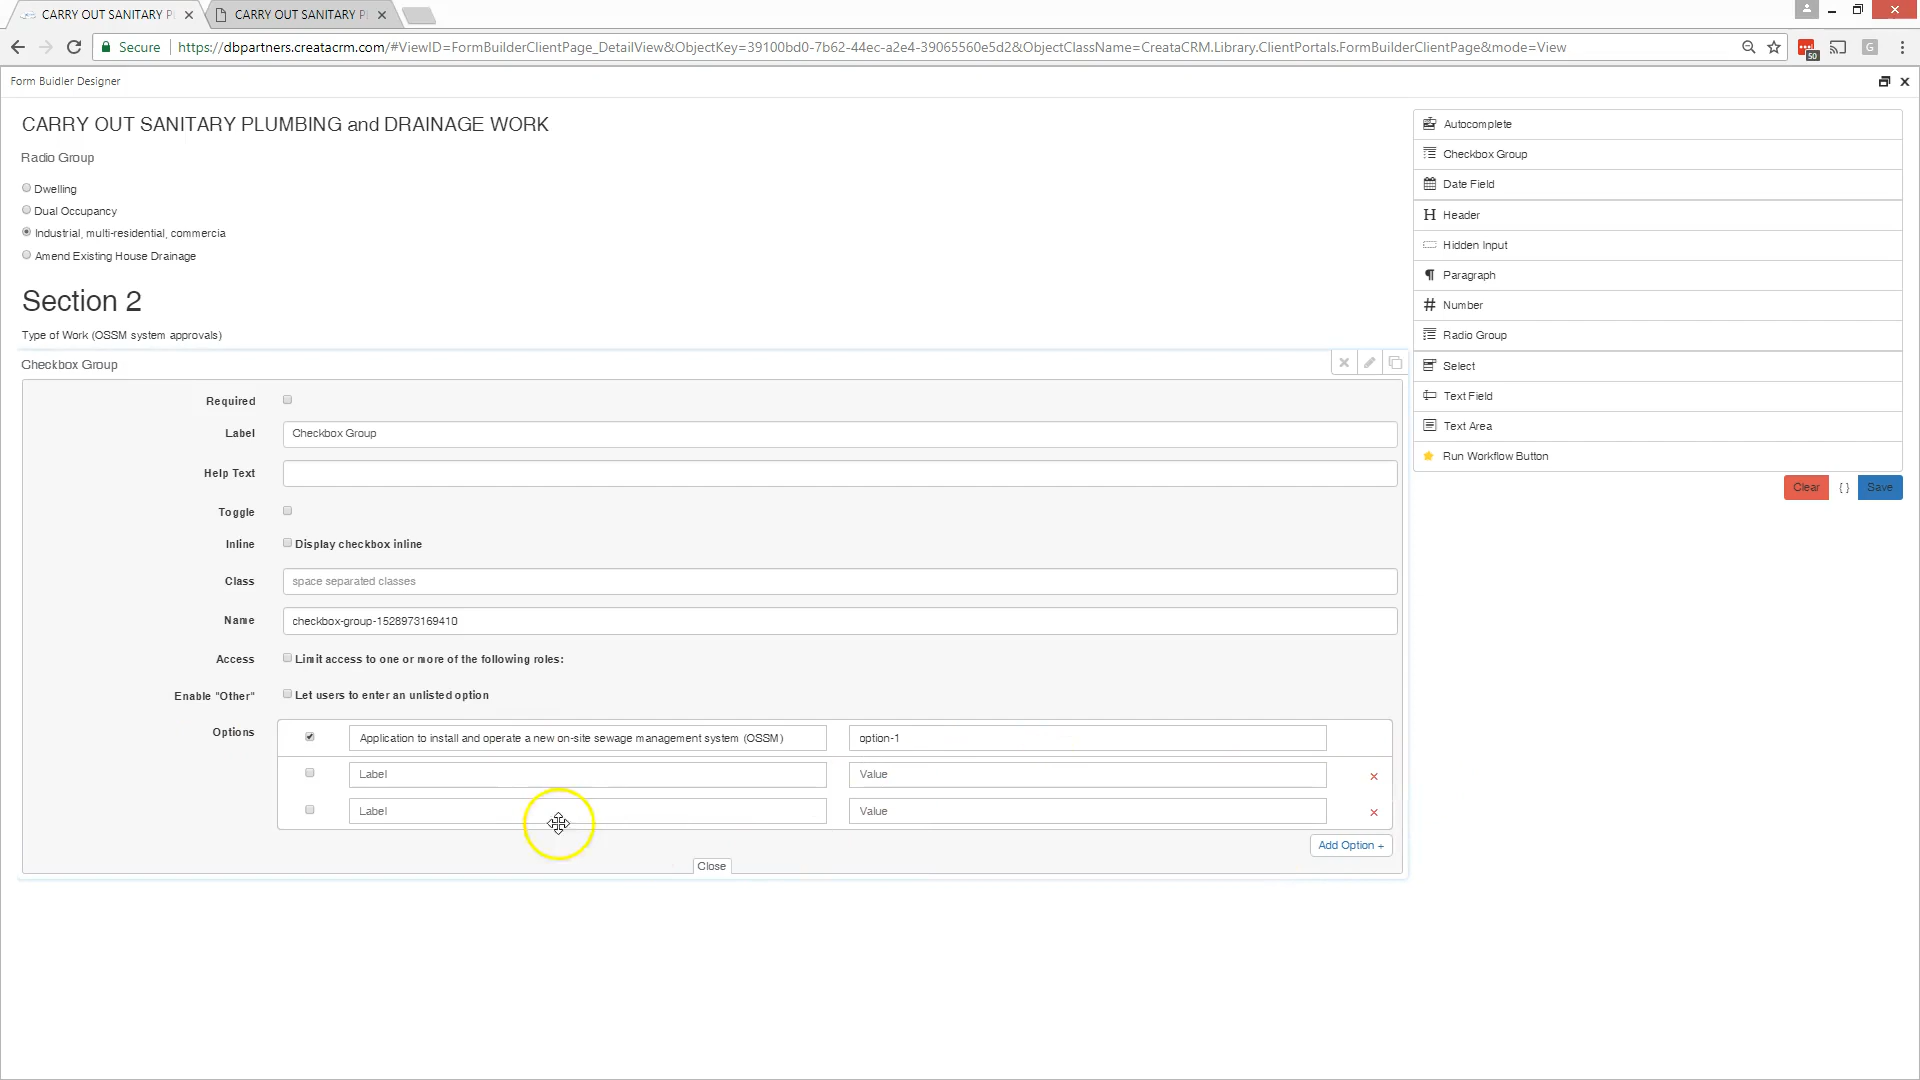 CARRY OUT SANITARY P
CARRY OUT SANITARY P
Secure
https://dbpartners.creatacrm.com/#ViewID=FormBuilderClientPage_DetailView&ObjectKey=39100bd0-7b62-44ec-a2e4-39065560e5d2&ObjectClassName=CreataCRM.Library.ClientPortals.FormBuilderClientPage&mode=View
50
G
Form Buidler Designer
CARRY OUT SANITARY PLUMBING and DRAINAGE WORK
Radio Group
Dwelling
Dual Occupancy
Industrial, multi-residential, commercia
Amend Existing House Drainage
Section 2
Type of Work (OSSM system approvals)
Checkbox Group
Required
Label
Checkbox Group
Help Text
Toggle
Inline
Display checkbox inline
Class
space separated classes
Name
checkbox-group-1528973169410
Access
Limit access to one or more of the following roles:
Enable "Other"
Let users to enter an unlisted option
Options
Application to install and operate a new on-site sewage management system (OSSM)
option-1
Label
Value
Label
Value
Add Option +
Close
Autocomplete
Checkbox Group
Date Field
H Header
Hidden Input
¶ Paragraph
# Number
Radio Group
Select
Text Field
Text Area
Run Workflow Button
Clear
{ }
Save